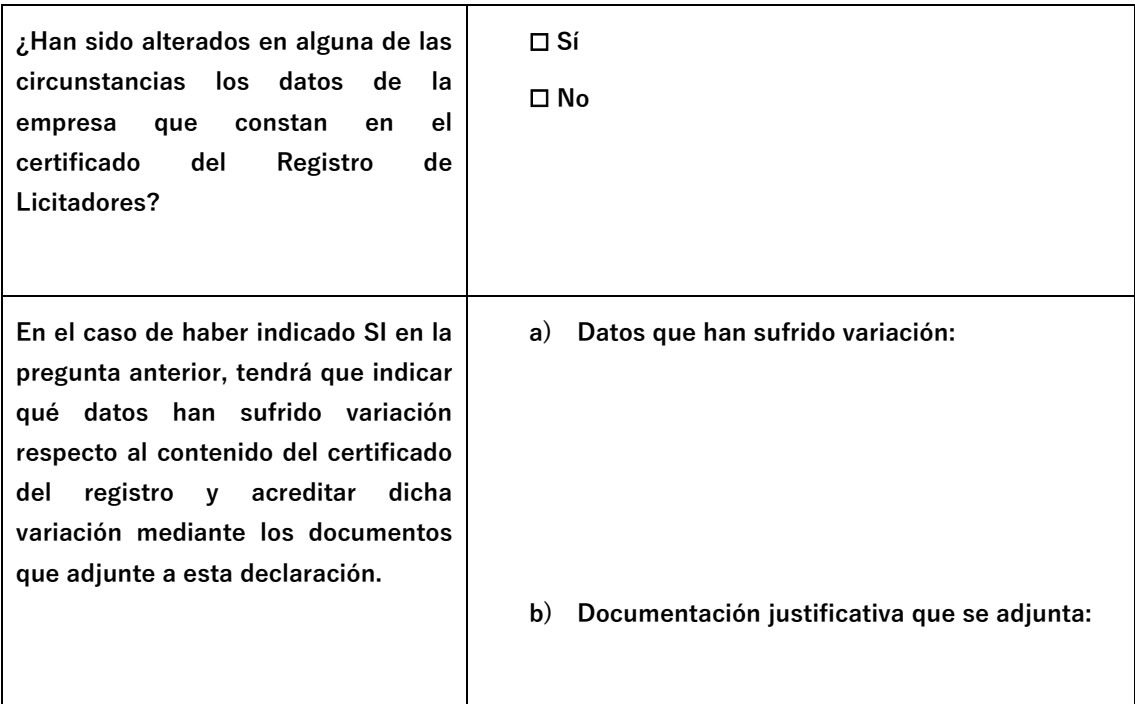 ¿Han sido alterados en alguna de las
circunstancias los datos de la
empresa que constan en el
certificado del Registro de
Licitadores?
☐ Sí
☐ No
En el caso de haber indicado SI en la
pregunta anterior, tendrá que indicar
qué datos han sufrido variación
respecto al contenido del certificado
del registro y acreditar dicha
variación mediante los documentos
que adjunte a esta declaración.
a) Datos que han sufrido variación:
b) Documentación justificativa que se adjunta: